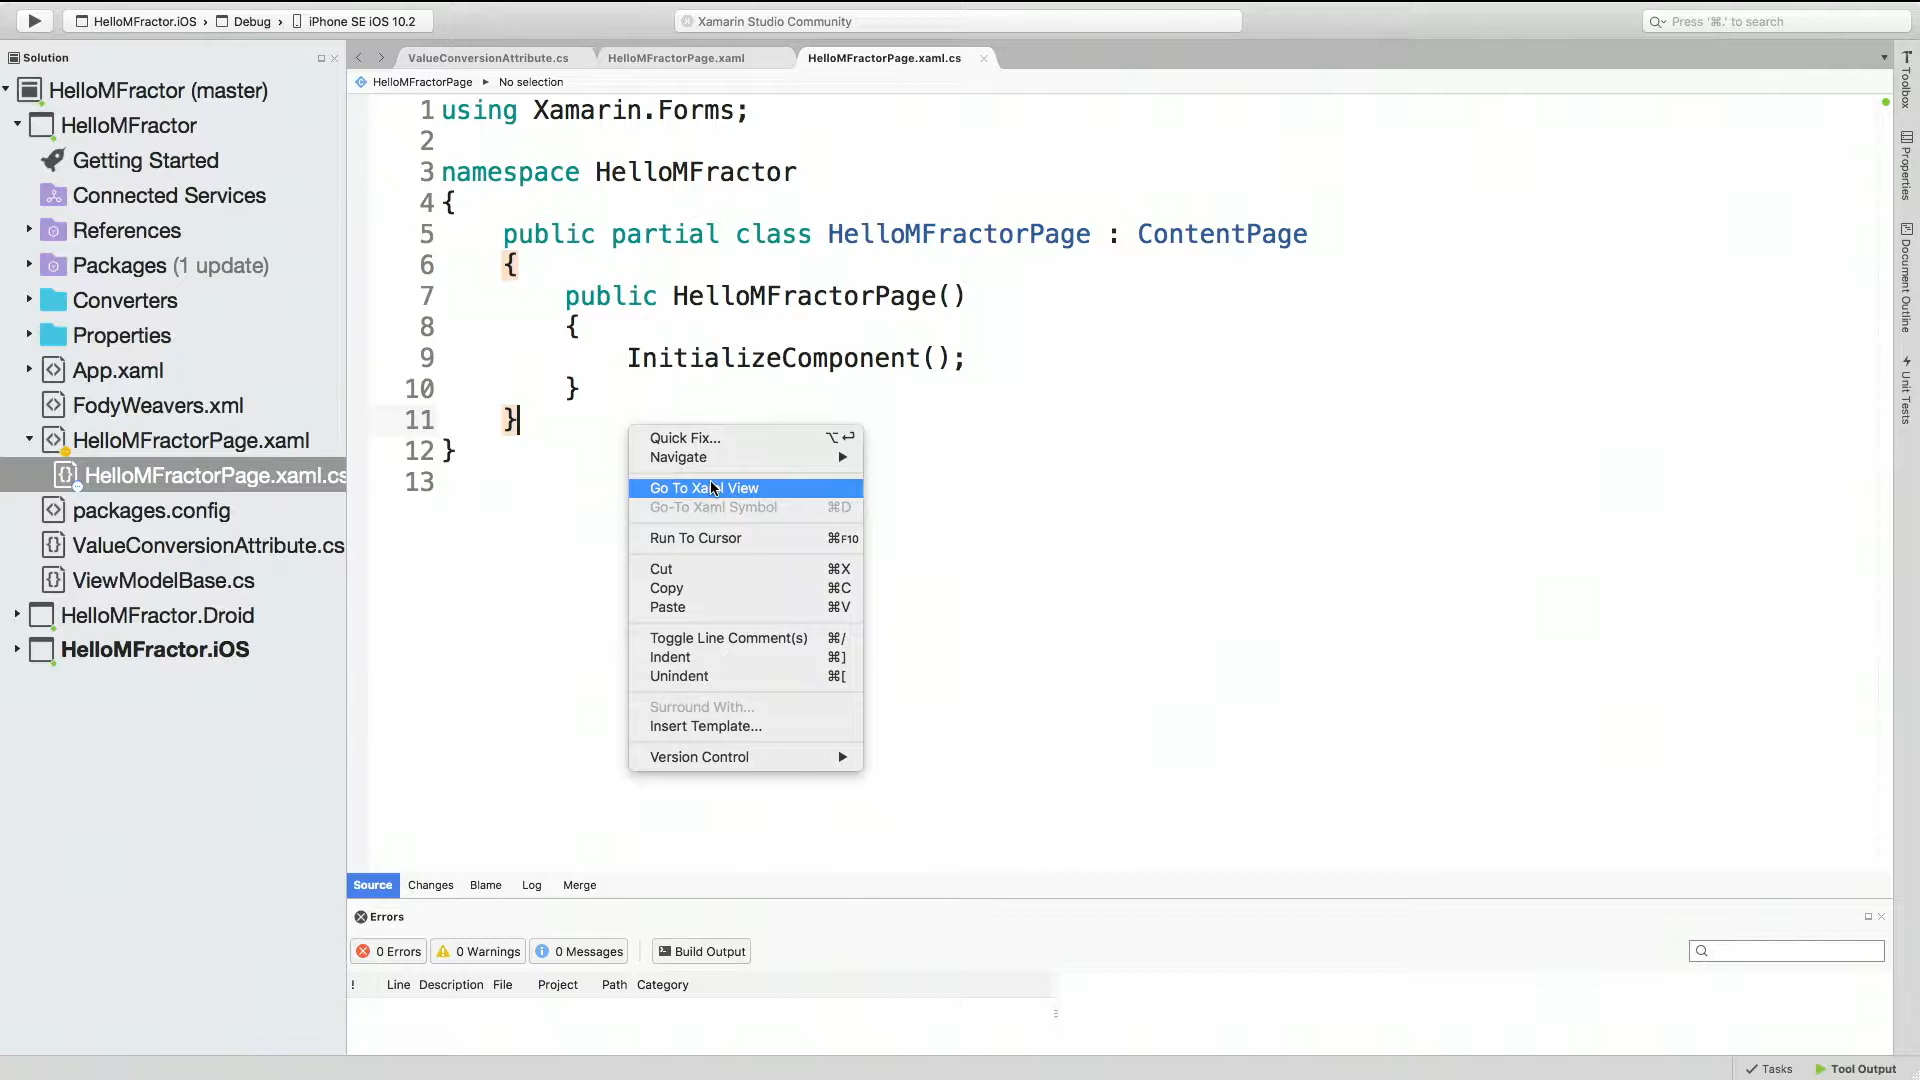 HelloMFractor.iOS › Debug › iPhone SE iOS 10.2
Xamarin Studio Community
Press '⌘.' to search
Solution
HelloMFractor (master)
HelloMFractor
Getting Started
Connected Services
References
Packages (1 update)
Converters
Properties
App.xaml
FodyWeavers.xml
HelloMFractorPage.xaml
HelloMFractorPage.xaml.cs
packages.config
ValueConversionAttribute.cs
ViewModelBase.cs
HelloMFractor.Droid
HelloMFractor.iOS
ValueConversionAttribute.cs
HelloMFractorPage.xaml
HelloMFractorPage.xaml.cs
HelloMFractorPage ▸ No selection
1 using Xamarin.Forms;
2
3 namespace HelloMFractor
4 {
5 public partial class HelloMFractorPage : ContentPage
6 {
7 public HelloMFractorPage()
8 {
9 InitializeComponent();
10 }
11 }
12 }
13
Quick Fix... ⌥↩
Navigate ▶
Go To Xaml View
Go-To Xaml Symbol ⌘D
Run To Cursor ⌘F10
Cut ⌘X
Copy ⌘C
Paste ⌘V
Toggle Line Comment(s) ⌘/
Indent ⌘]
Unindent ⌘[
Surround With...
Insert Template...
Version Control ▶
Source Changes Blame Log Merge
Errors
0 Errors 0 Warnings 0 Messages Build Output
! Line Description File Project Path Category
Toolbox
Properties
Document Outline
Unit Tests
Tasks Tool Output